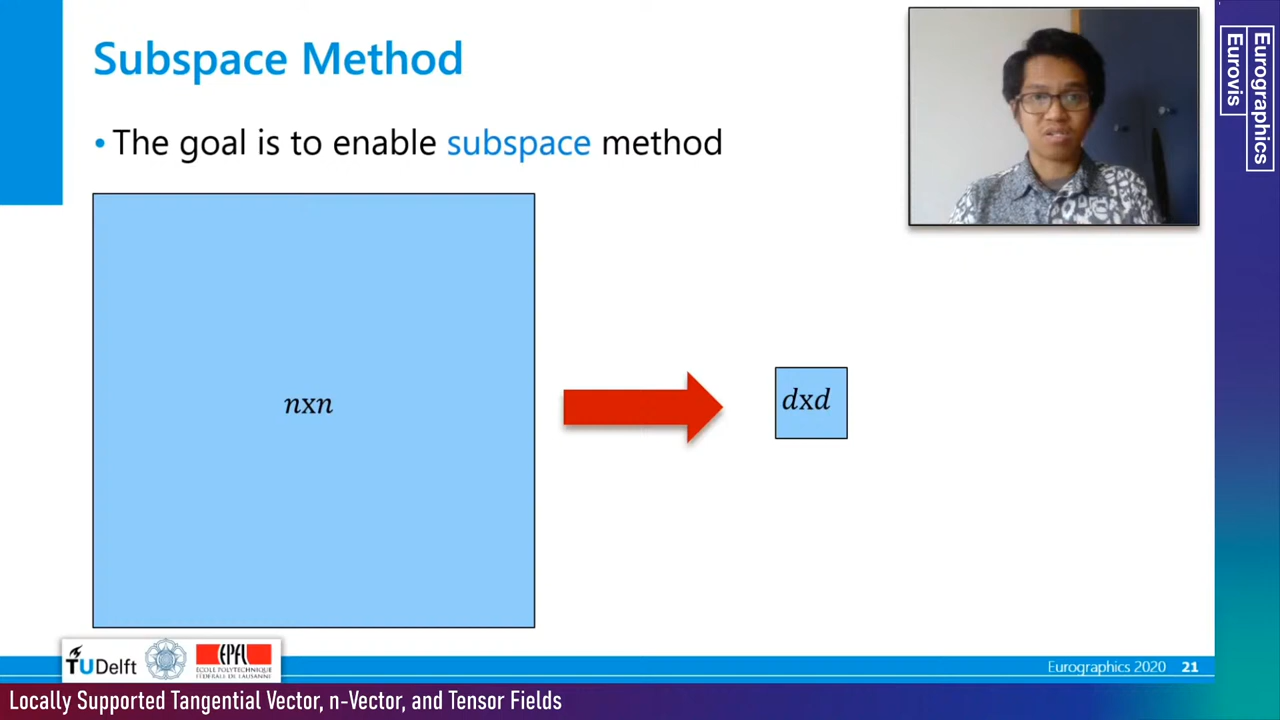 Subspace Method
• The goal is to enable subspace method
nxn
dxd
Eurographics
Eurovis
TUDelft
EPFL
ÉCOLE POLYTECHNIQUE
FÉDÉRALE DE LAUSANNE
Eurographics 2020 21
Locally Supported Tangential Vector, n-Vector, and Tensor Fields